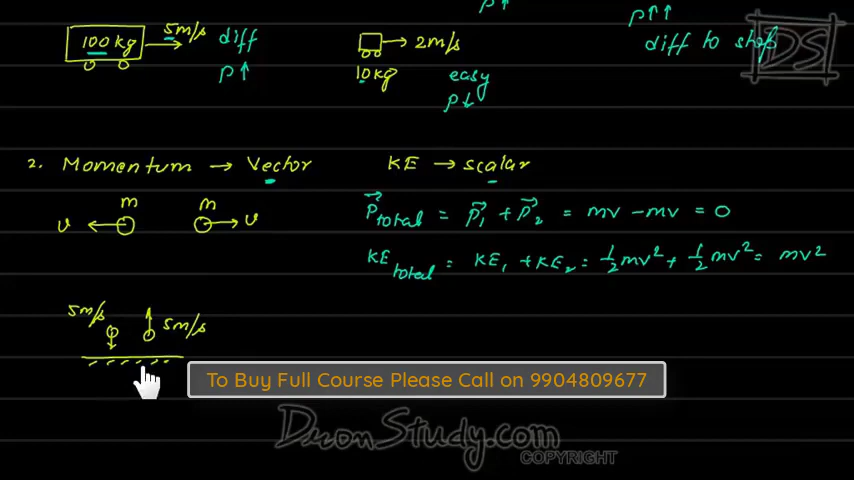 p↑
p↑↑
100 kg → 5m/s diff
p↑
→ 2m/s
10kg easy
p↓
diff to stop
DS
2. Momentum → Vector KE → scalar
m m
v v
P⃗total = P⃗1 + P⃗2 = mv - mv = 0
KEtotal = KE1 + KE2 = ½mv² + ½mv² = mv²
5m/s 5m/s
To Buy Full Course Please Call on 9904809677
DronStudy.com
COPYRIGHT